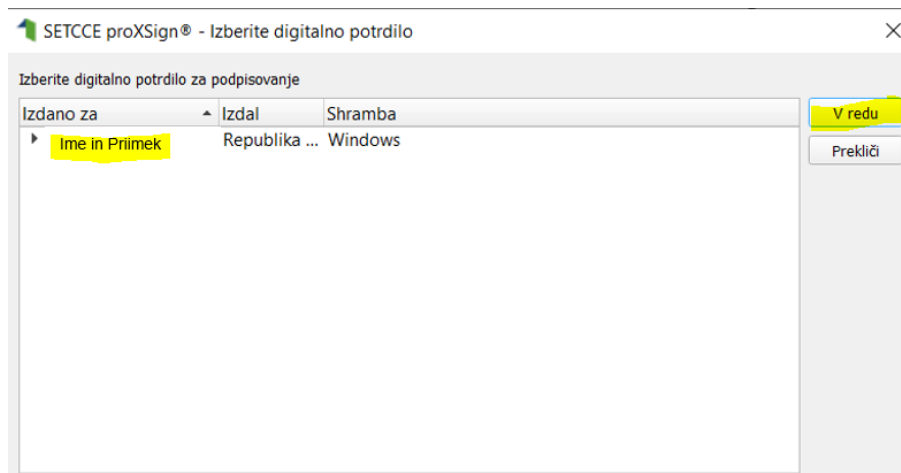 SETCCE proXSign® - Izberite digitalno potrdilo
Izberite digitalno potrdilo za podpisovanje
Izdano za Izdal Shramba
V redu
Ime in Priimek Republika ... Windows
Prekliči